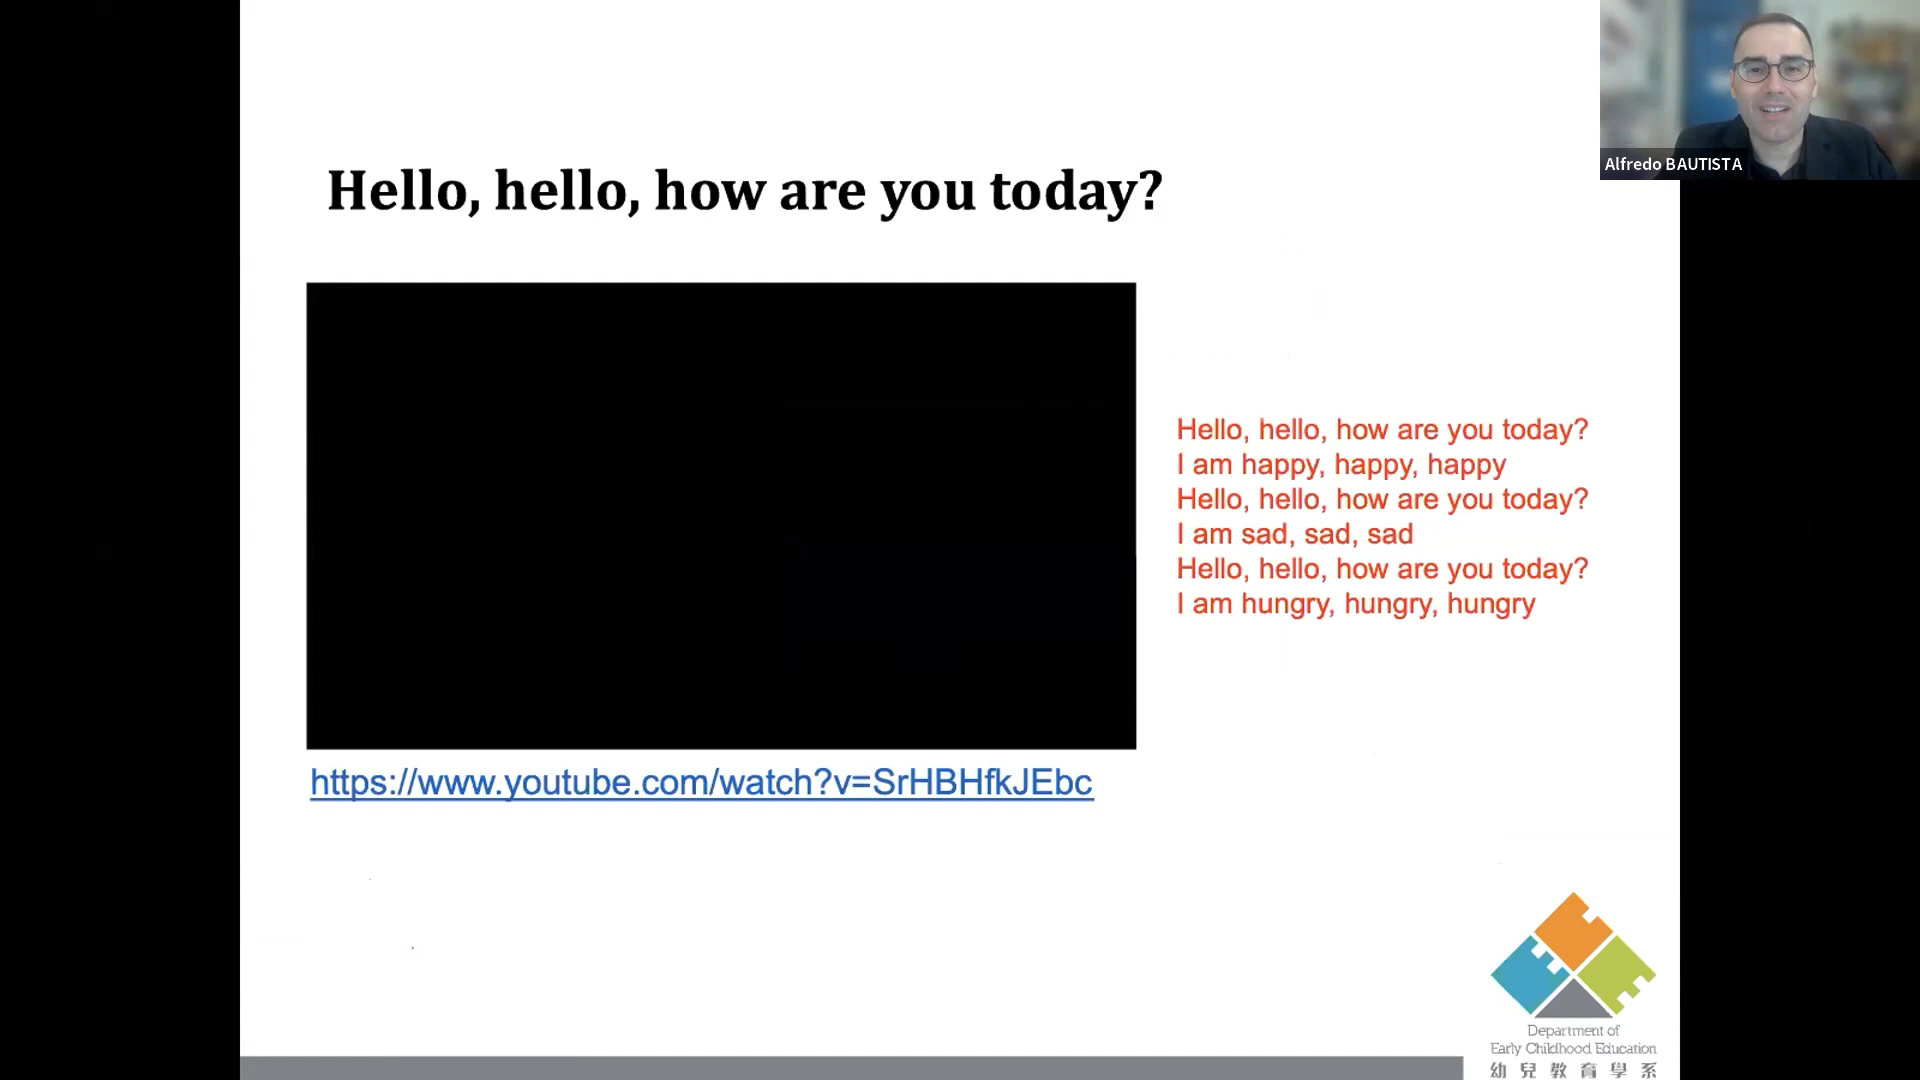 Alfredo BAUTISTA
Hello, hello, how are you today?
Hello, hello, how are you today?
I am happy, happy, happy
Hello, hello, how are you today?
I am sad, sad, sad
Hello, hello, how are you today?
I am hungry, hungry, hungry
https://www.youtube.com/watch?v=SrHBHfkJEbc
Department of
Early Childhood Education
幼兒教育學系